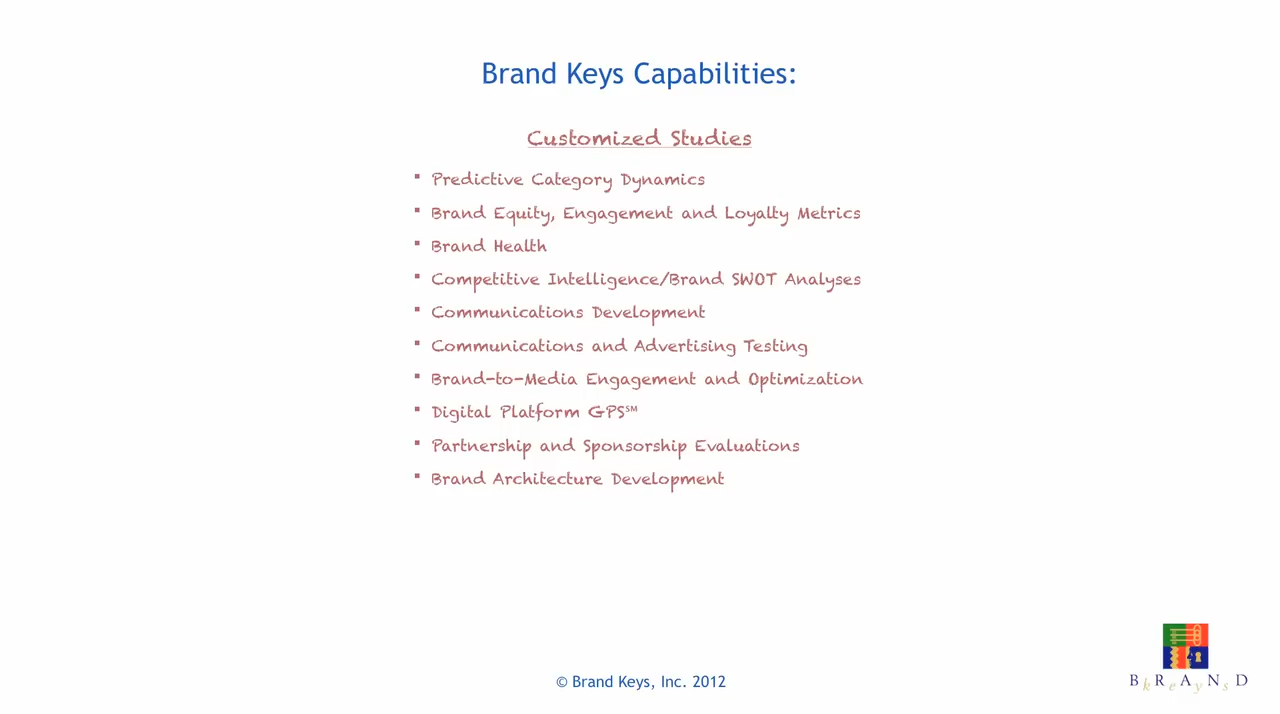 Brand Keys Capabilities:
Customized Studies
▪ Predictive Category Dynamics
▪ Brand Equity, Engagement and Loyalty Metrics
▪ Brand Health
▪ Competitive Intelligence/Brand SWOT Analyses
▪ Communications Development
▪ Communications and Advertising Testing
▪ Brand-to-Media Engagement and Optimization
▪ Digital Platform GPS℠
▪ Partnership and Sponsorship Evaluations
▪ Brand Architecture Development
© Brand Keys, Inc. 2012
BRAND
keys